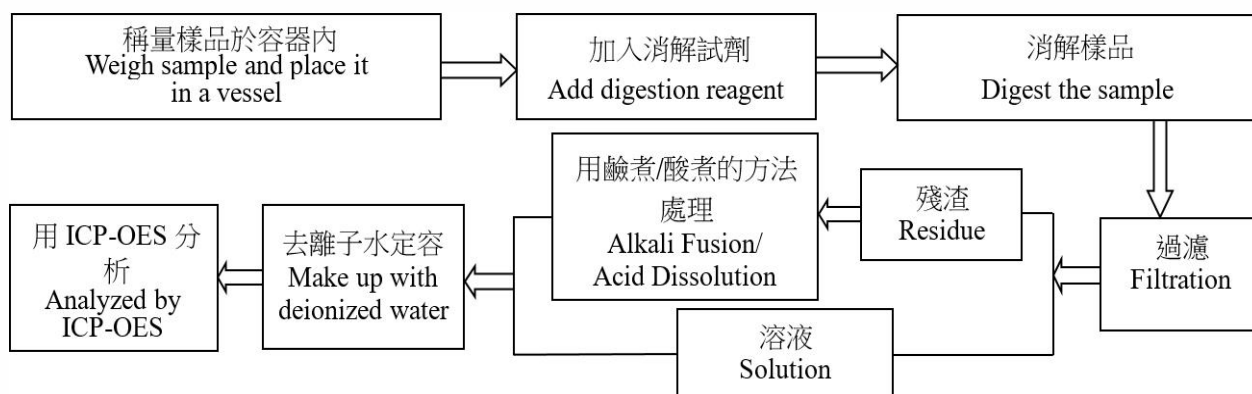 稱量樣品於容器內
Weigh sample and place it
in a vessel
加入消解試劑
Add digestion reagent
消解樣品
Digest the sample
過濾
Filtration
殘渣
Residue
用鹼煮/酸煮的方法
處理
Alkali Fusion/
Acid Dissolution
溶液
Solution
去離子水定容
Make up with
deionized water
用 ICP-OES 分
析
Analyzed by
ICP-OES